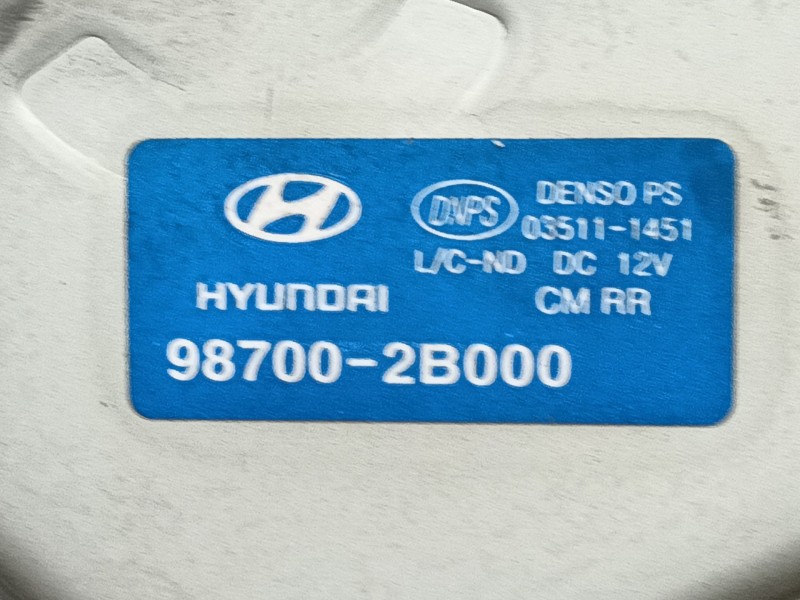 DNPS
DENSO PS
03511-1451
L/C-ND DC 12V
HYUNDAI
CM RR
98700-2B000